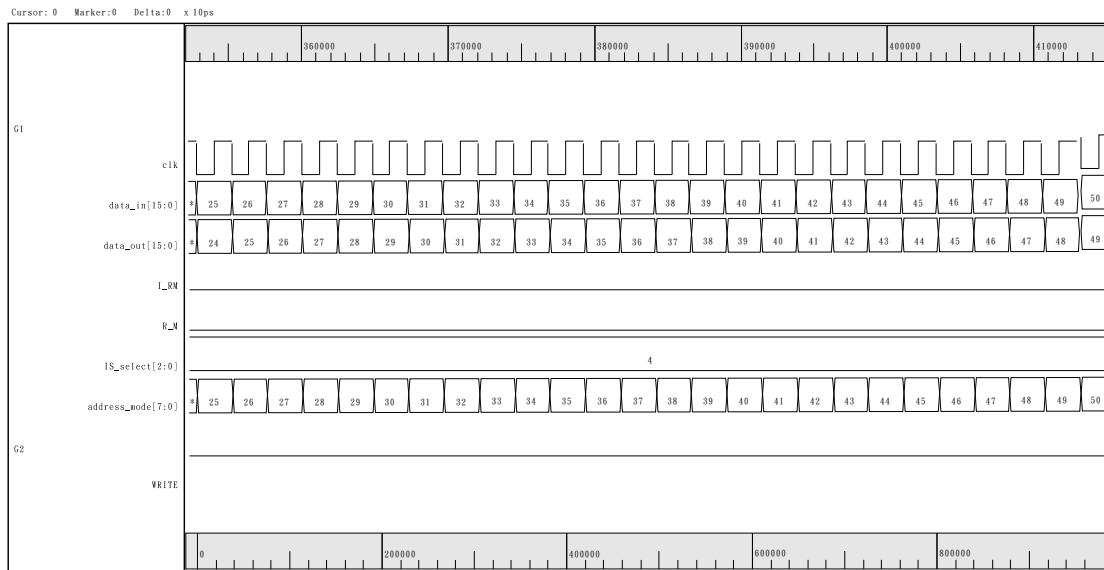 Cursor: 0 Marker:0 Delta:0 x 10ps
360000 370000 380000 390000 400000 410000
G1
clk
data_in[15:0] * 25 26 27 28 29 30 31 32 33 34 35 36 37 38 39 40 41 42 43 44 45 46 47 48 49 50
data_out[15:0] * 24 25 26 27 28 29 30 31 32 33 34 35 36 37 38 39 40 41 42 43 44 45 46 47 48 49
I_RM
R_M
IS_select[2:0] 4
address_mode[7:0] * 25 26 27 28 29 30 31 32 33 34 35 36 37 38 39 40 41 42 43 44 45 46 47 48 49 50
G2
WRITE
0 200000 400000 600000 800000